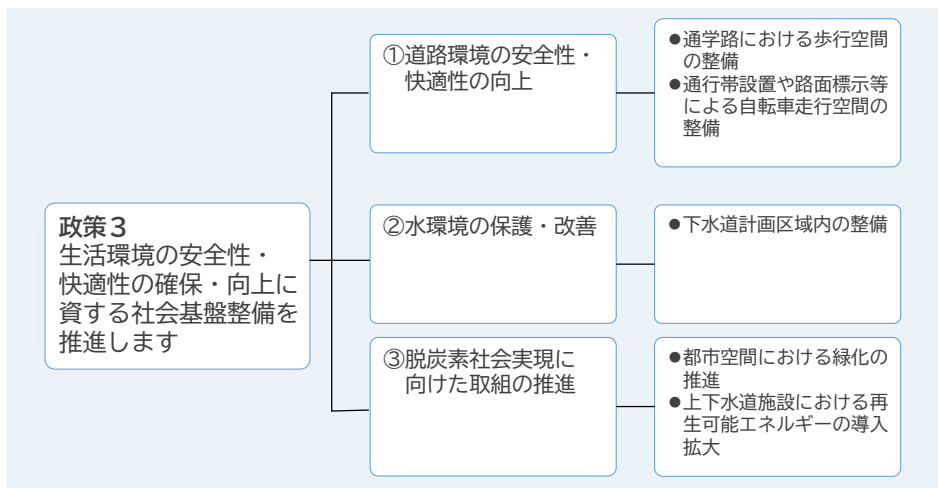 政策３
生活環境の安全性・
快適性の確保・向上に
資する社会基盤整備を
推進します
①道路環境の安全性・
快適性の向上
●通学路における歩行空間
の整備
●通行帯設置や路面標示等
による自転車走行空間の
整備
②水環境の保護・改善
●下水道計画区域内の整備
③脱炭素社会実現に
向けた取組の推進
●都市空間における緑化の
推進
●上下水道施設における再
生可能エネルギーの導入
拡大